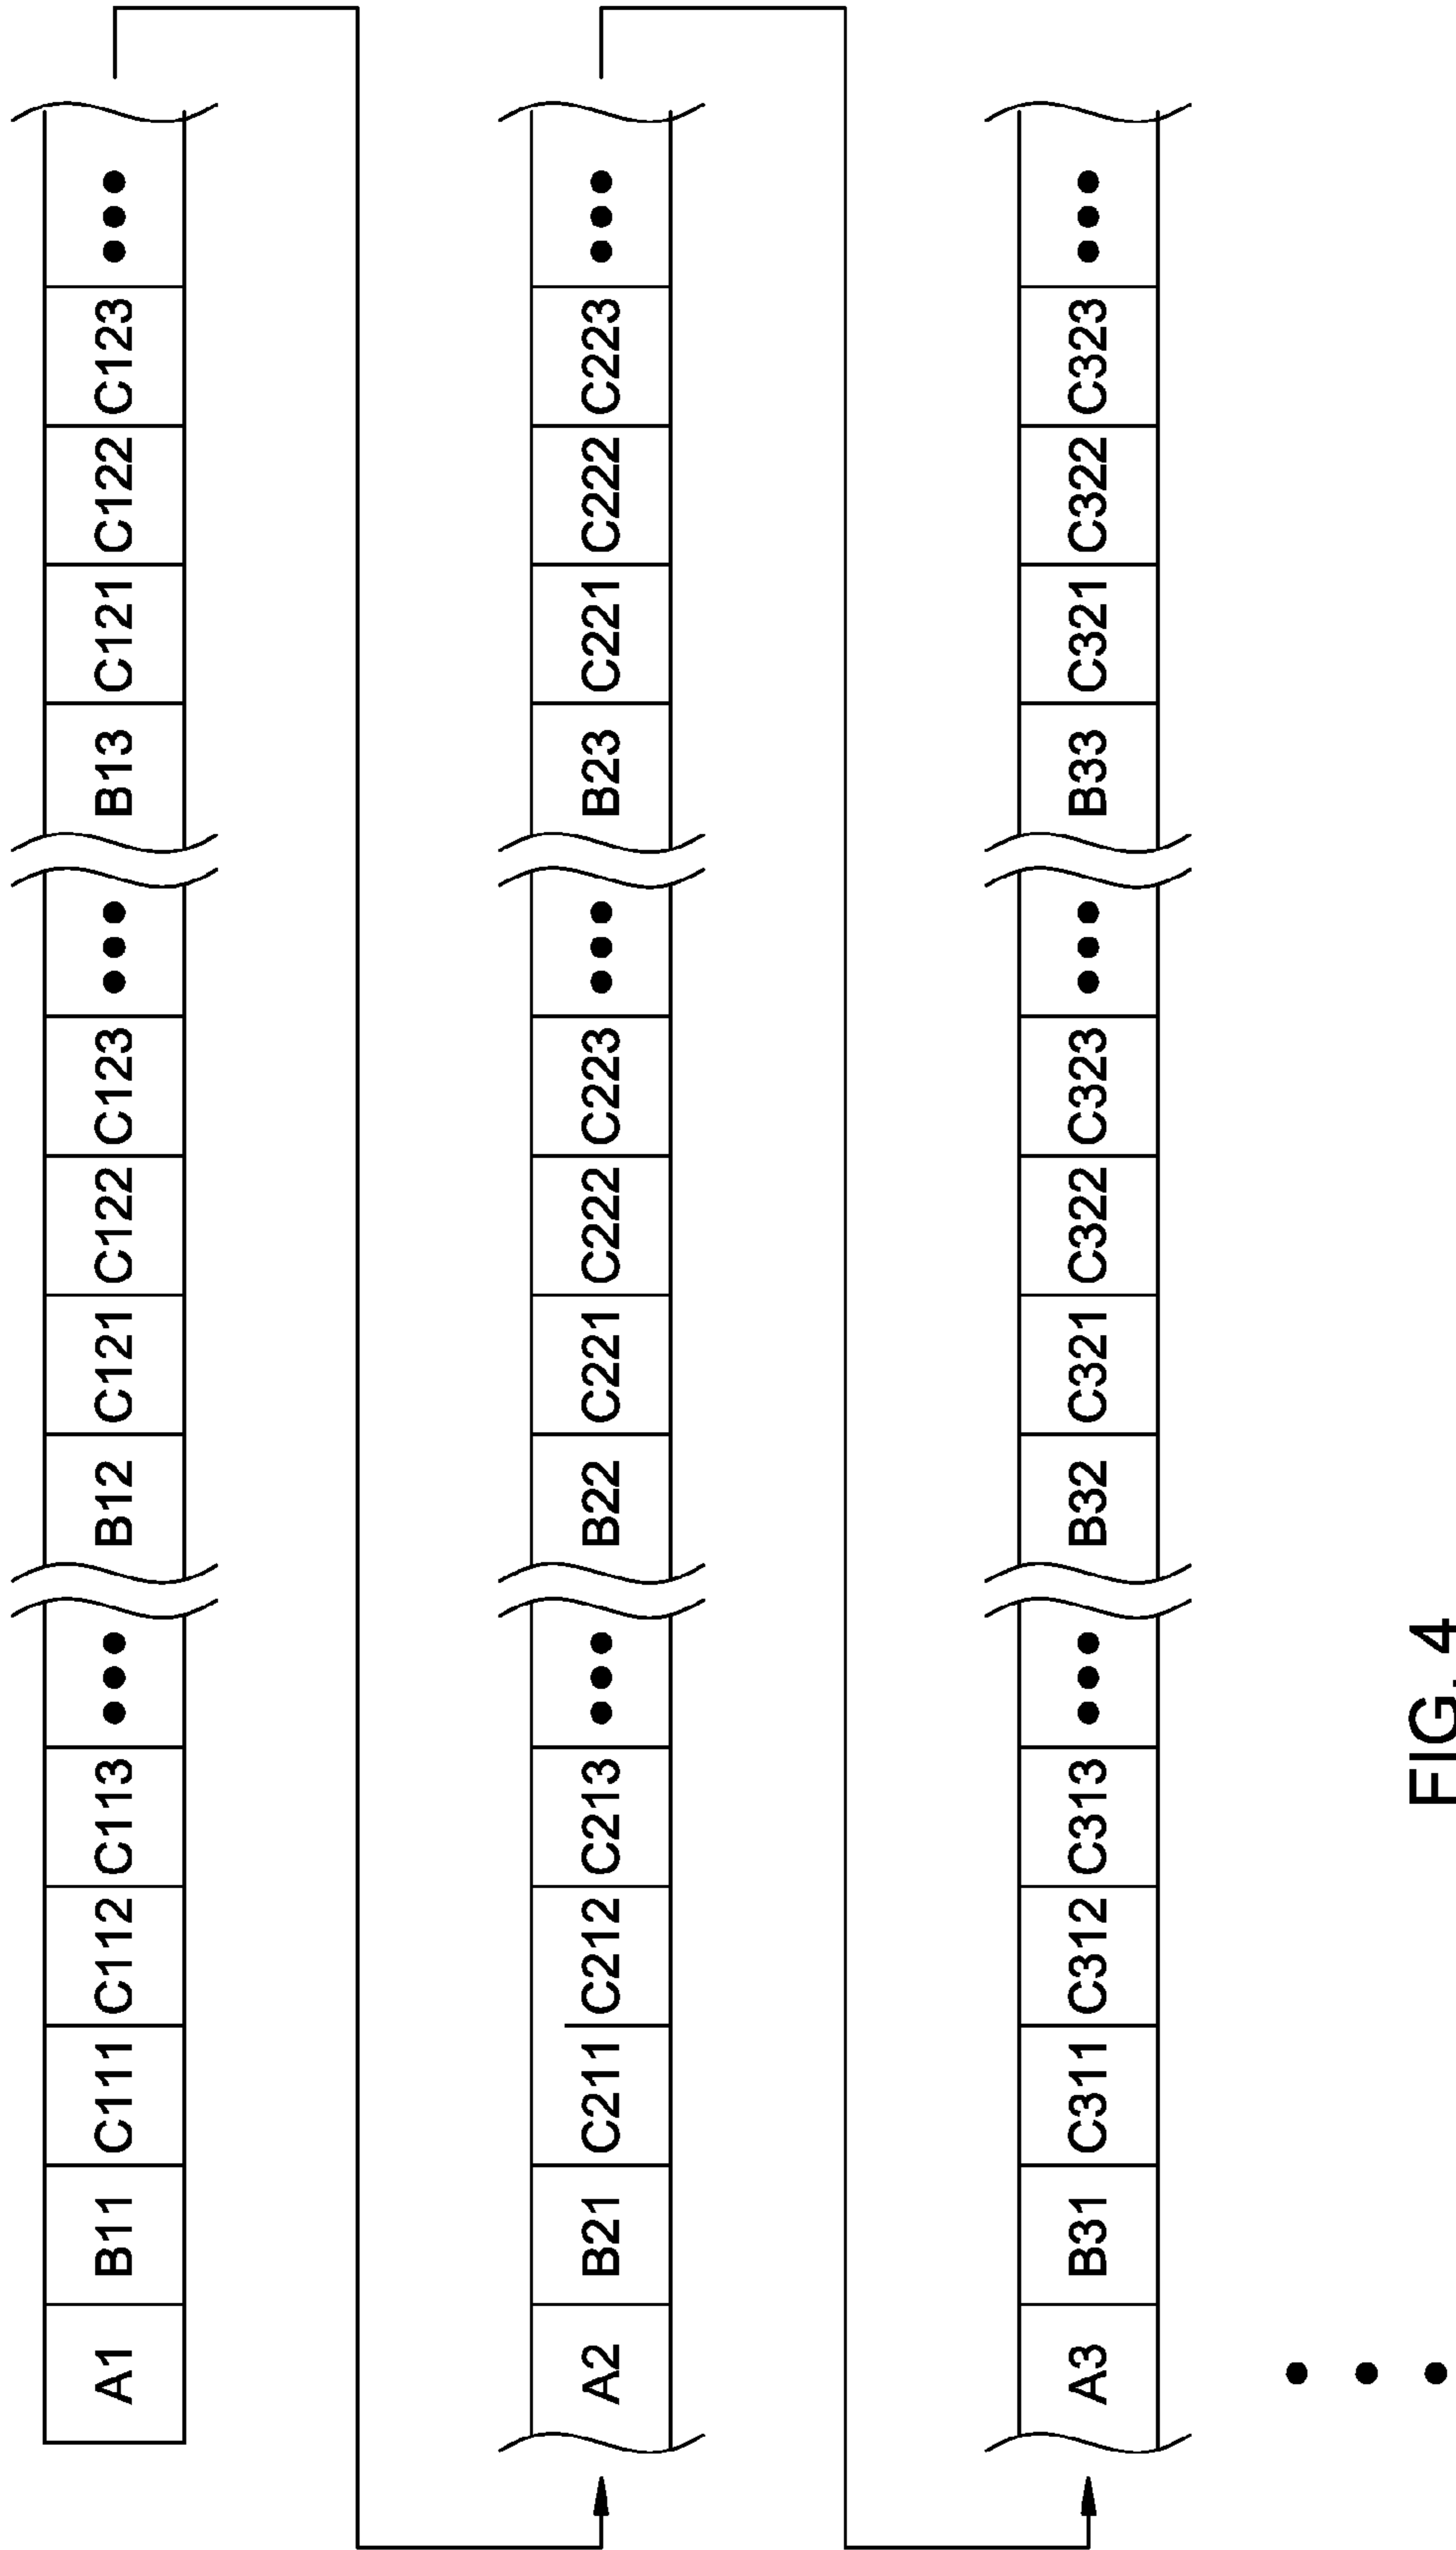 A1 B11 C111 C112 C113 ••• B12 C121 C122 C123 ••• B13 C121 C122 C123 •••
A2 B21 C211 C212 C213 ••• B22 C221 C222 C223 ••• B23 C221 C222 C223 •••
A3 B31 C311 C312 C313 ••• B32 C321 C322 C323 ••• B33 C321 C322 C323 •••
FIG. 4